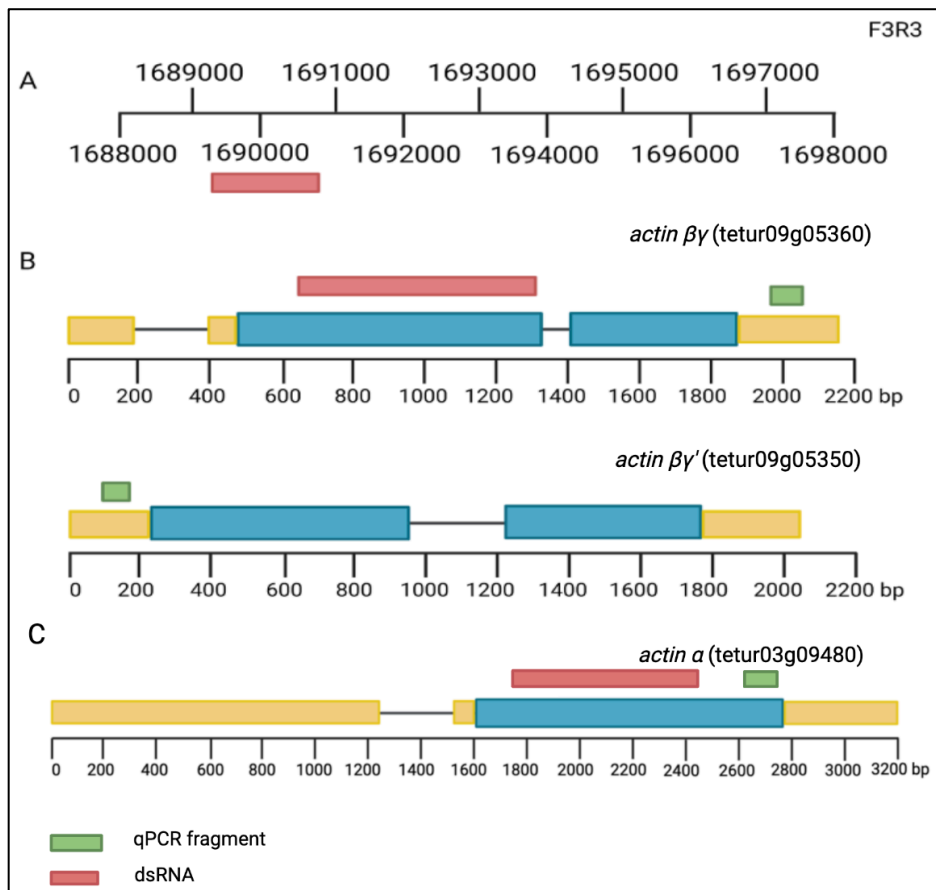 F3R3
A
1689000 1691000 1693000 1695000 1697000
1688000 1690000 1692000 1694000 1696000 1698000
actin βγ (tetur09g05360)
B
0 200 400 600 800 1000 1200 1400 1600 1800 2000 2200 bp
actin βγ' (tetur09g05350)
0 200 400 600 800 1000 1200 1400 1600 1800 2000 2200 bp
C
actin α (tetur03g09480)
0 200 400 600 800 1000 1200 1400 1600 1800 2000 2200 2400 2600 2800 3000 3200 bp
qPCR fragment
dsRNA